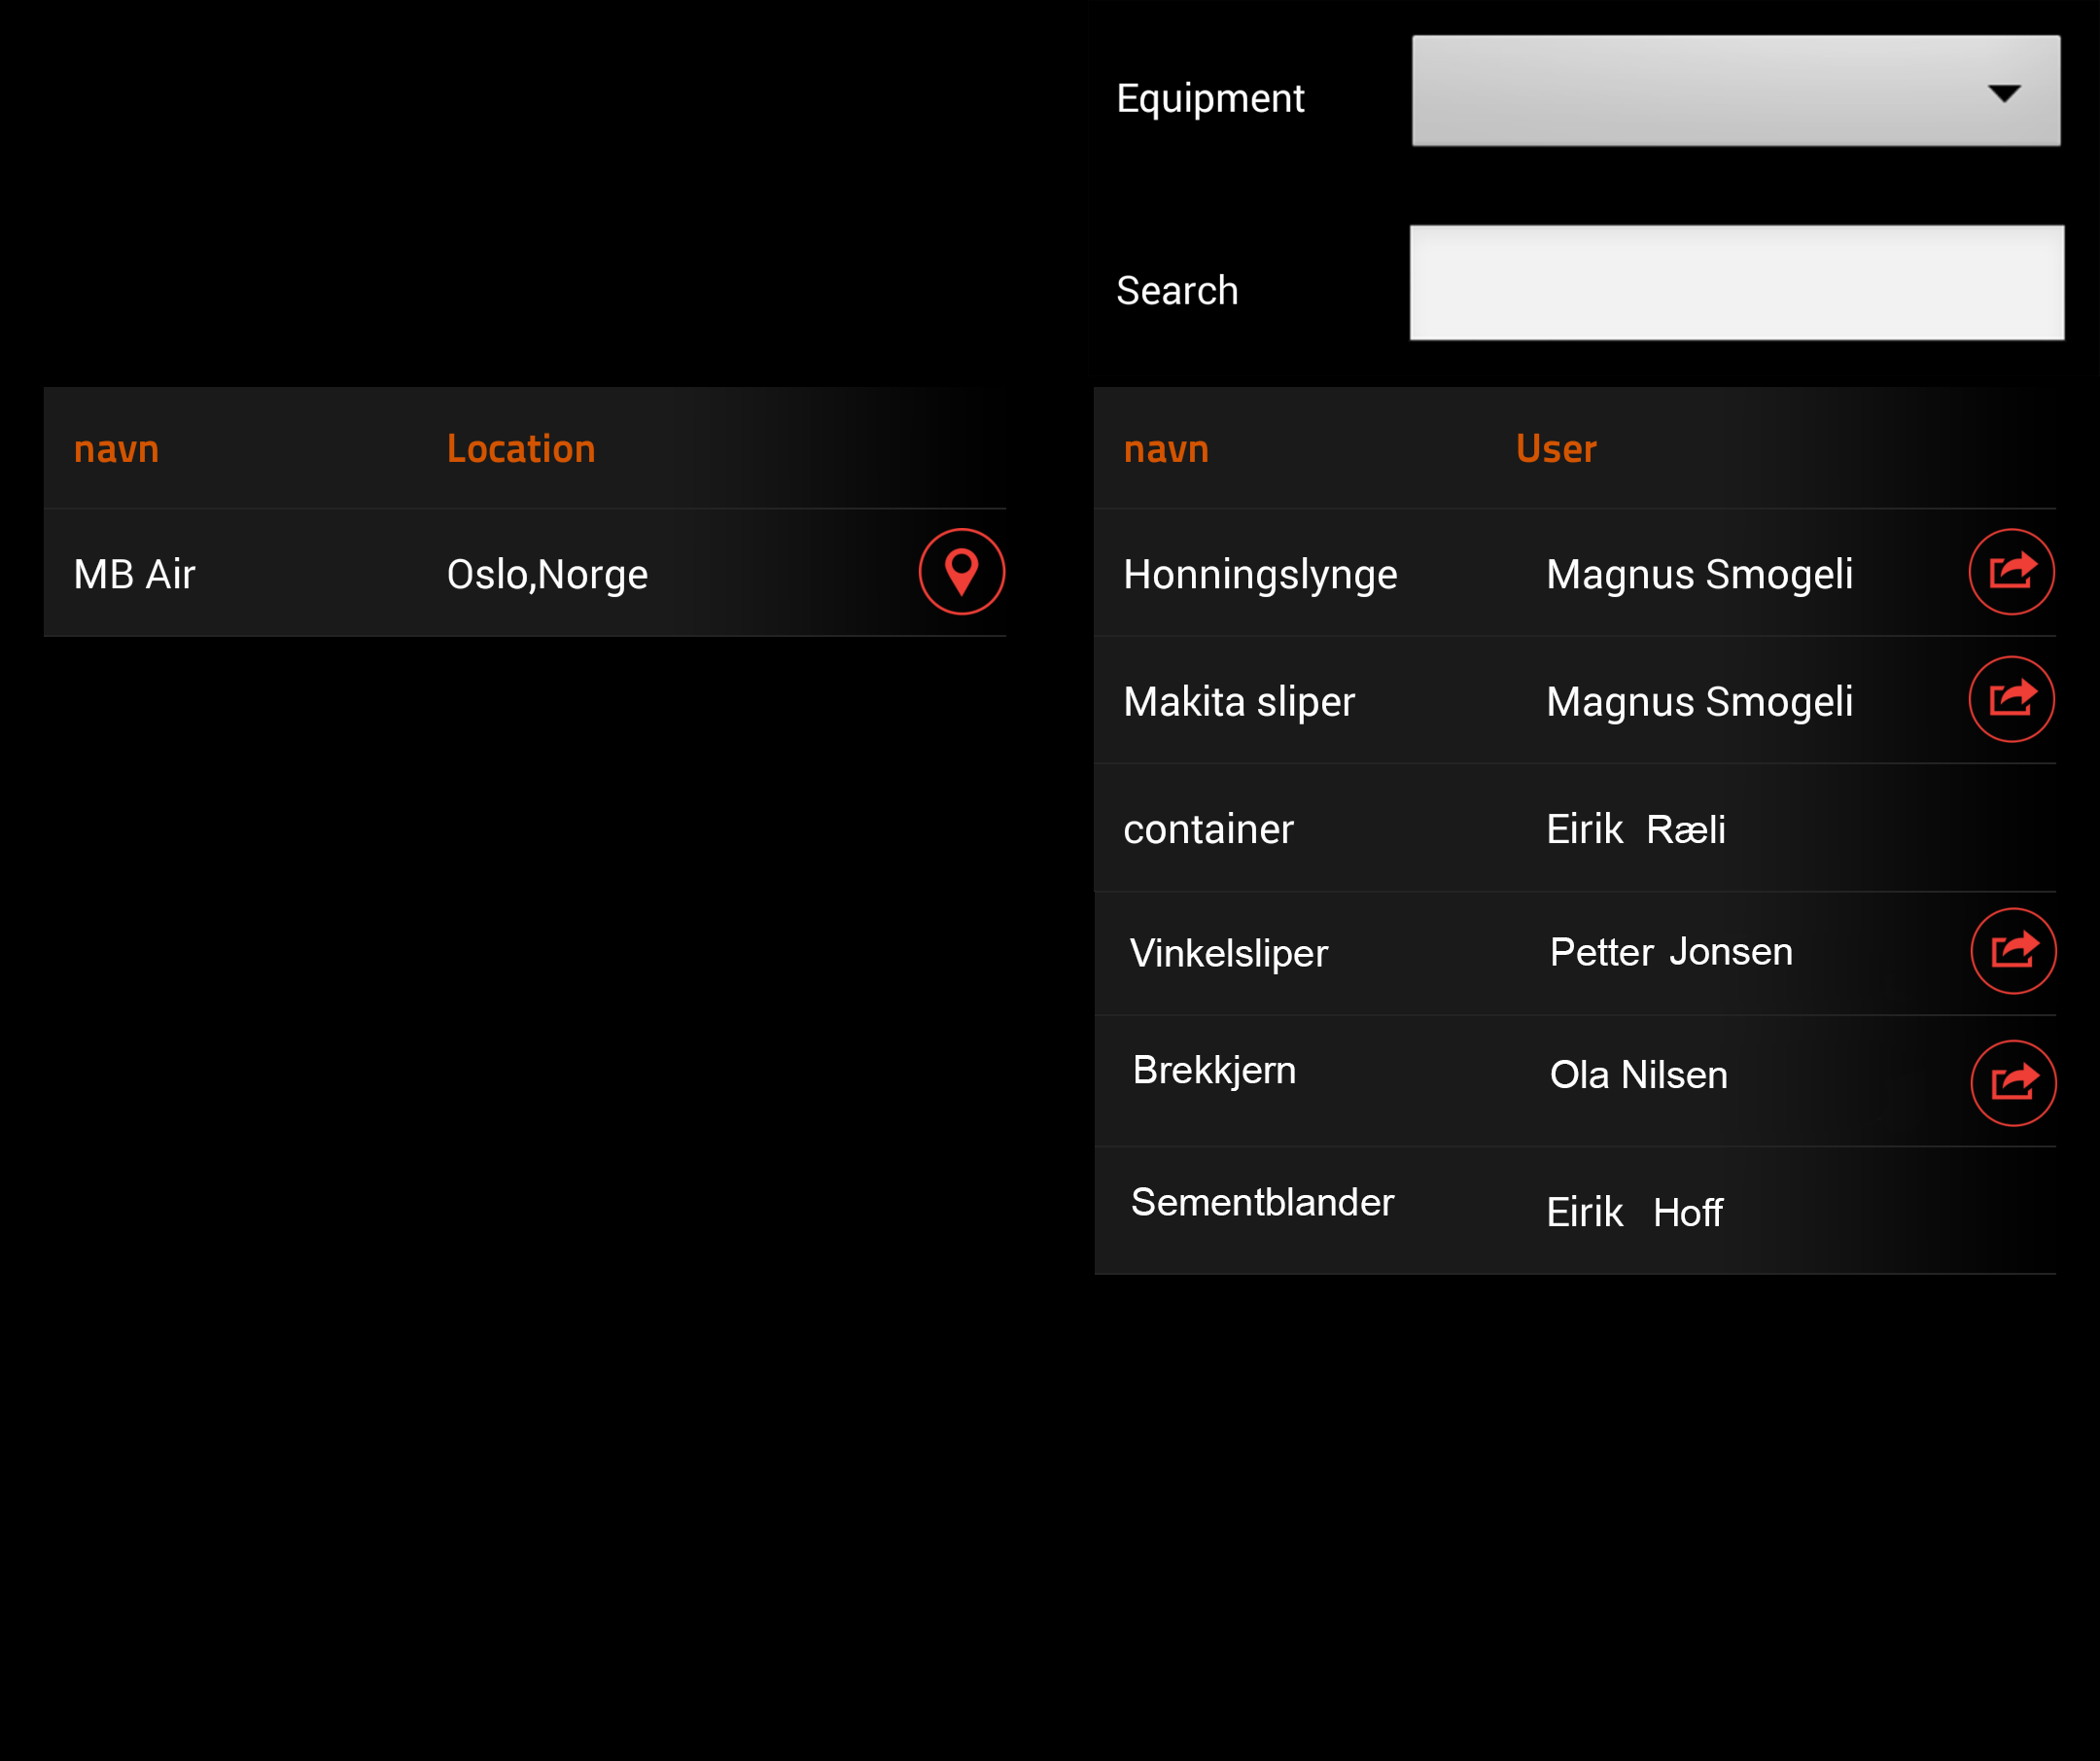 Equipment
Search
navn Location
MB Air Oslo,Norge
navn User
Honningslynge Magnus Smogeli
Makita sliper Magnus Smogeli
container Eirik Ræli
Vinkelsliper Petter Jonsen
Brekkjern Ola Nilsen
Sementblander Eirik Hoff